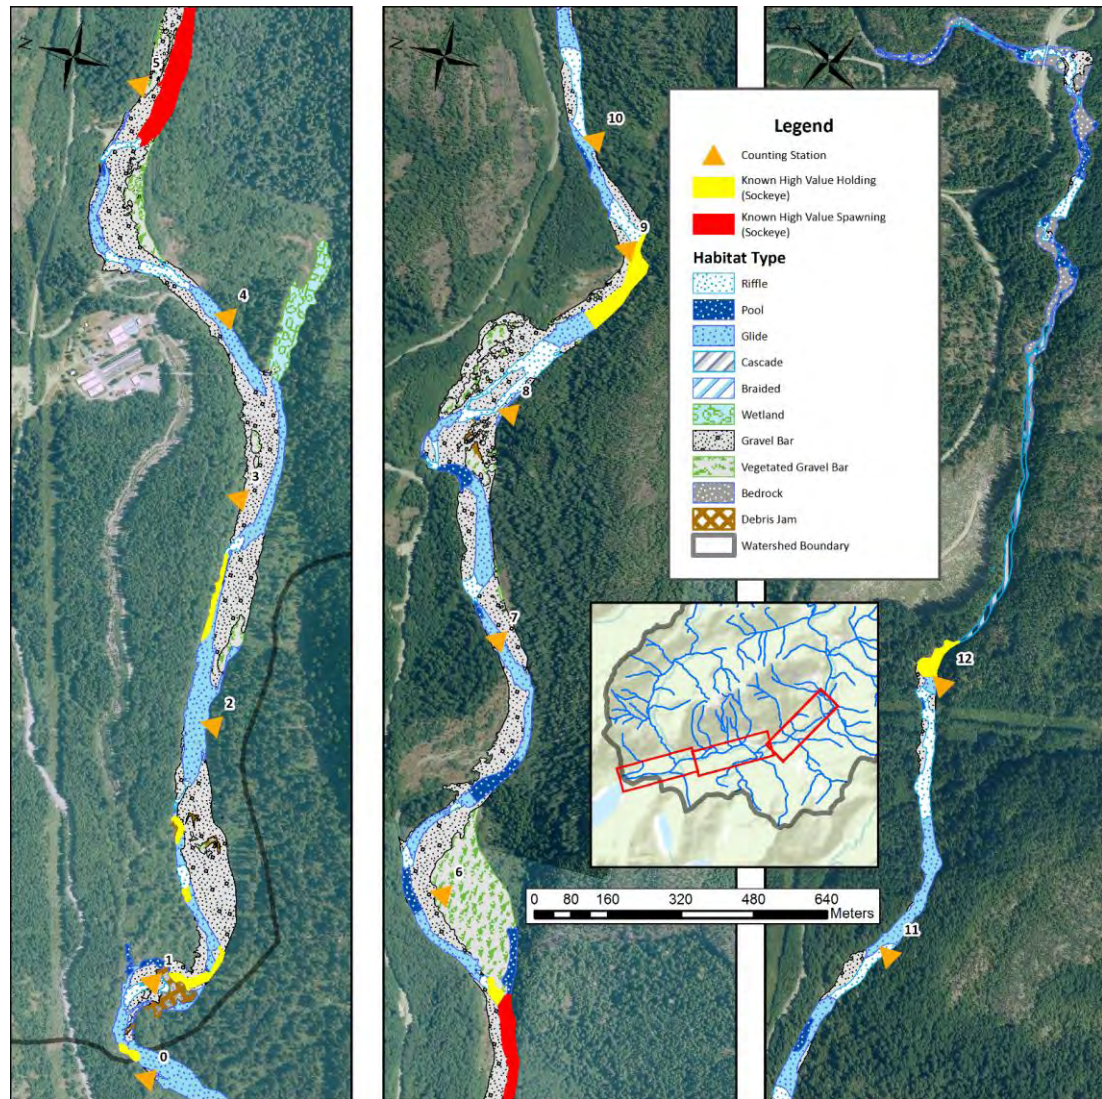 N
5
4
3
2
1
0
N
10
9
8
7
6
12
11
Legend
Counting Station
Known High Value Holding
(Sockeye)
Known High Value Spawning
(Sockeye)
Habitat Type
Riffle
Pool
Glide
Cascade
Braided
Wetland
Gravel Bar
Vegetated Gravel Bar
Bedrock
Debris Jam
Watershed Boundary
0 80 160 320 480 640
Meters